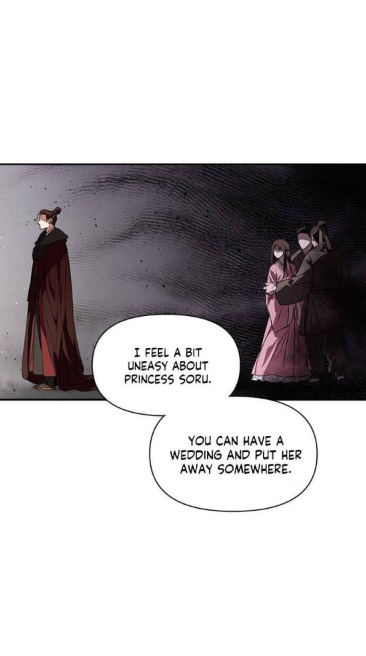 I FEEL A BIT
UNEASY ABOUT
PRINCESS SORU.
YOU CAN HAVE A
WEDDING AND PUT HER
AWAY SOMEWHERE.